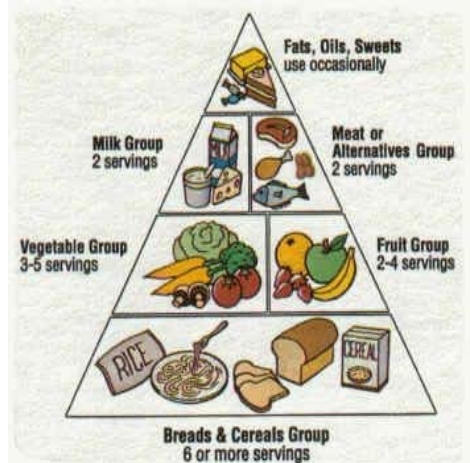 Fats, Oils, Sweets
use occasionally
Milk Group
2 servings
Meat or
Alternatives Group
2 servings
Vegetable Group
3-5 servings
Fruit Group
2-4 servings
RICE
CEREAL
Breads & Cereals Group
6 or more servings